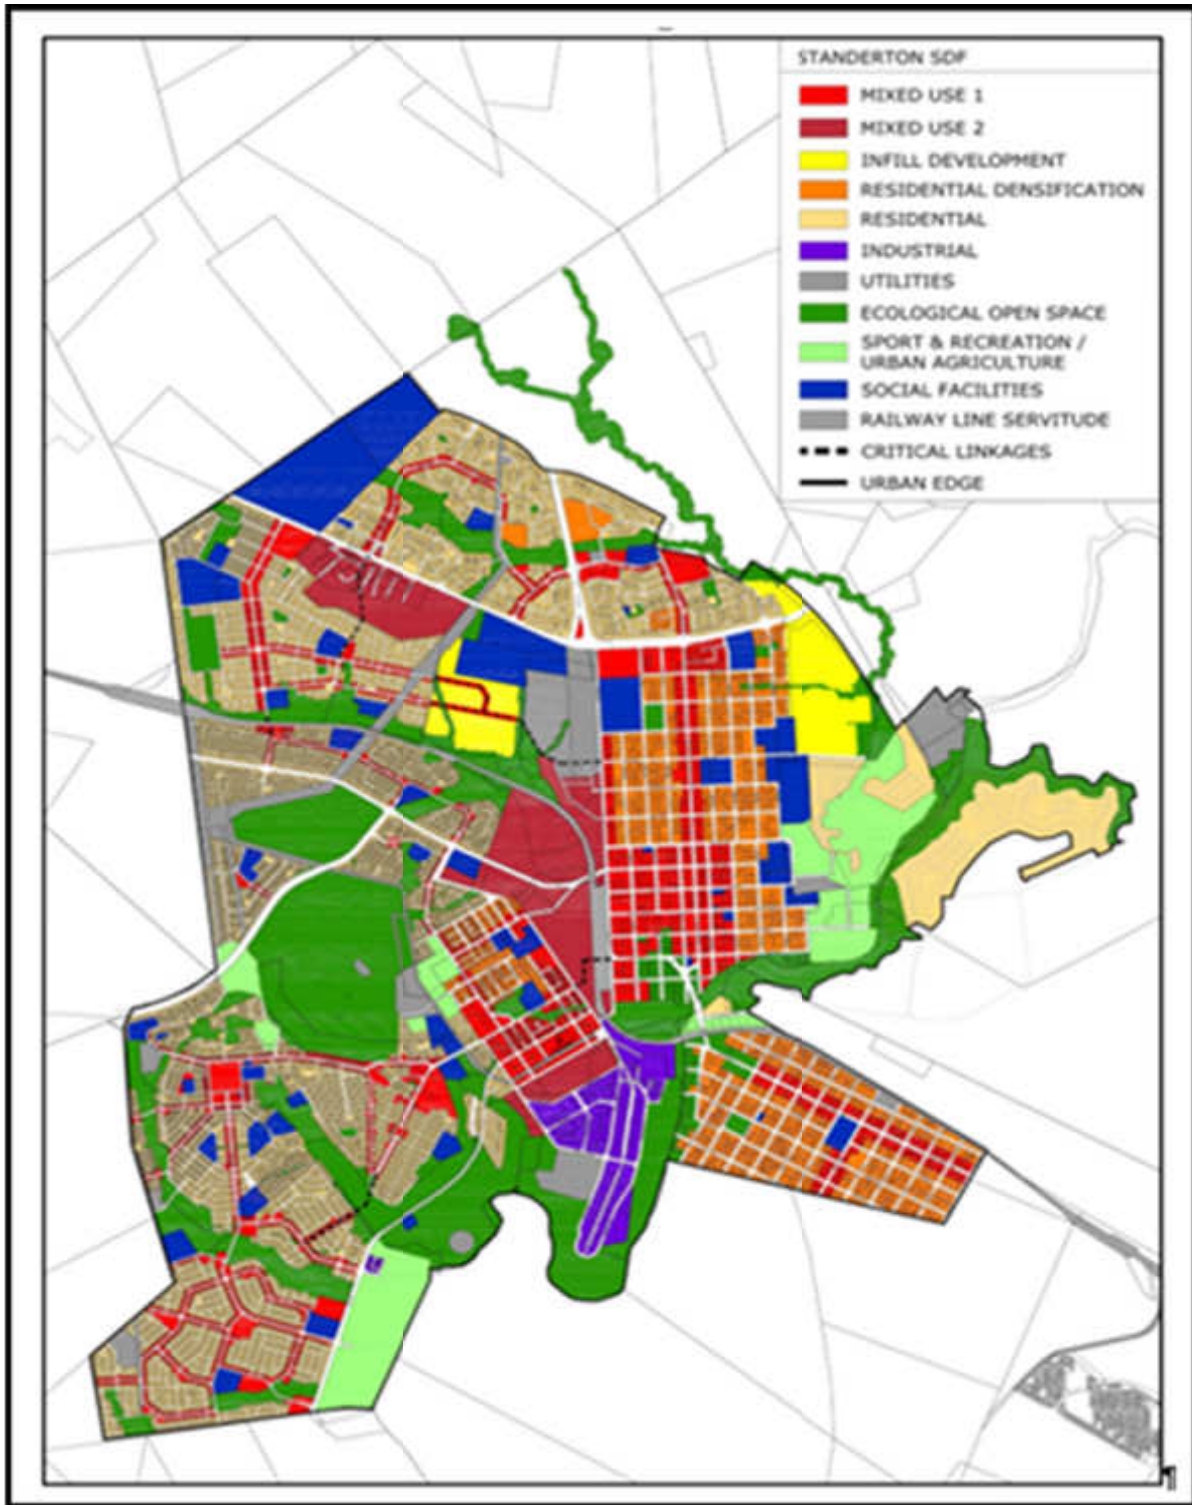 STANDERTON SDF
MIXED USE 1
MIXED USE 2
INFILL DEVELOPMENT
RESIDENTIAL DENSIFICATION
RESIDENTIAL
INDUSTRIAL
UTILITIES
ECOLOGICAL OPEN SPACE
SPORT & RECREATION /
URBAN AGRICULTURE
SOCIAL FACILITIES
RAILWAY LINE SERVITUDE
CRITICAL LINKAGES
URBAN EDGE
¶